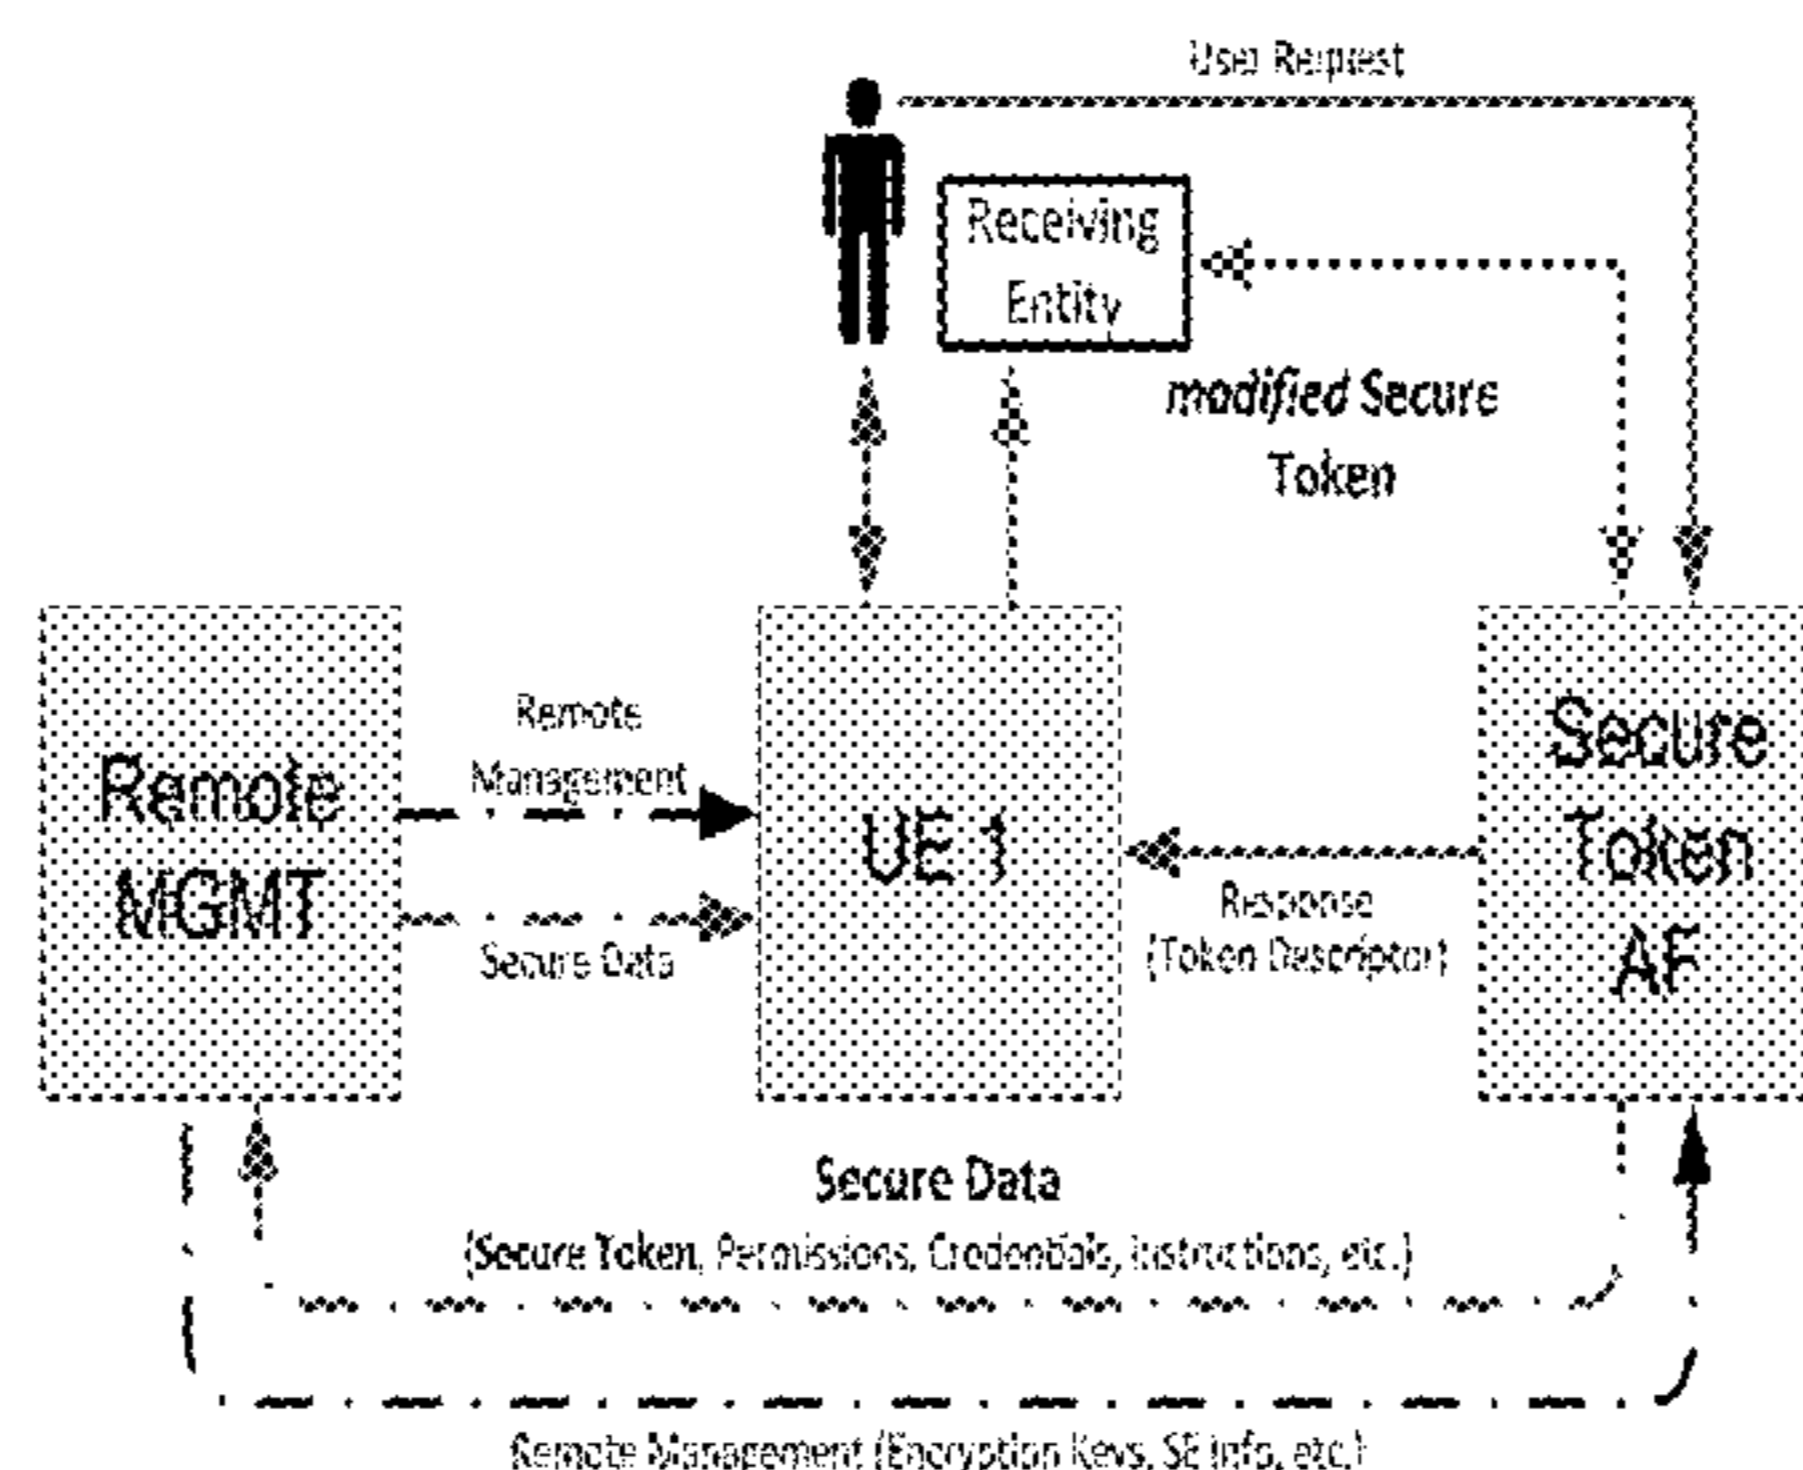 User Request
Receiving
Entity
modified Secure
Token
Remote
Management
Remote
MGMT
Secure Data
UE 1
Response
(Token Descriptor)
Secure
Token
AF
Secure Data
(Secure Token, Permissions, Credentials, Instructions, etc.)
Remote Management (Encryption Keys, SE Info, etc.)